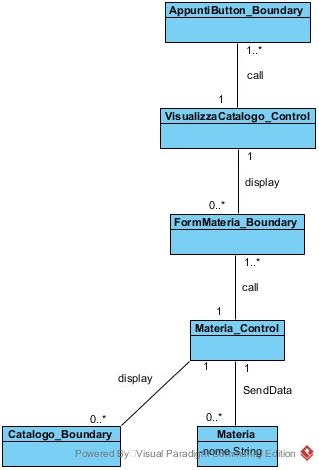 AppuntiButton_Boundary
1..*
call
1
VisualizzaCatalogo_Control
1
display
0..*
FormMateria_Boundary
1..*
call
1
Materia_Control
1 1
display
SendData
0..* 0..*
Catalogo_Boundary Materia
-nome String
Powered By Visual Paradigm Community Edition